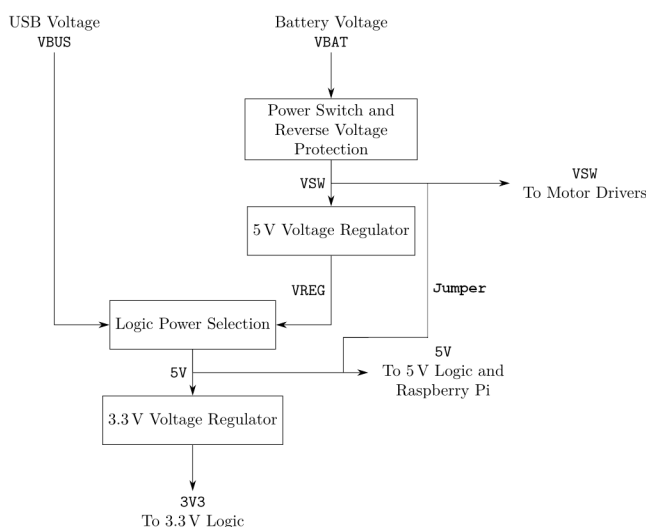 USB Voltage
VBUS
Battery Voltage
VBAT
Power Switch and
Reverse Voltage
Protection
VSW
VSW
To Motor Drivers
5 V Voltage Regulator
VREG
Jumper
Logic Power Selection
5V
5V
To 5 V Logic and
Raspberry Pi
3.3 V Voltage Regulator
3V3
To 3.3 V Logic